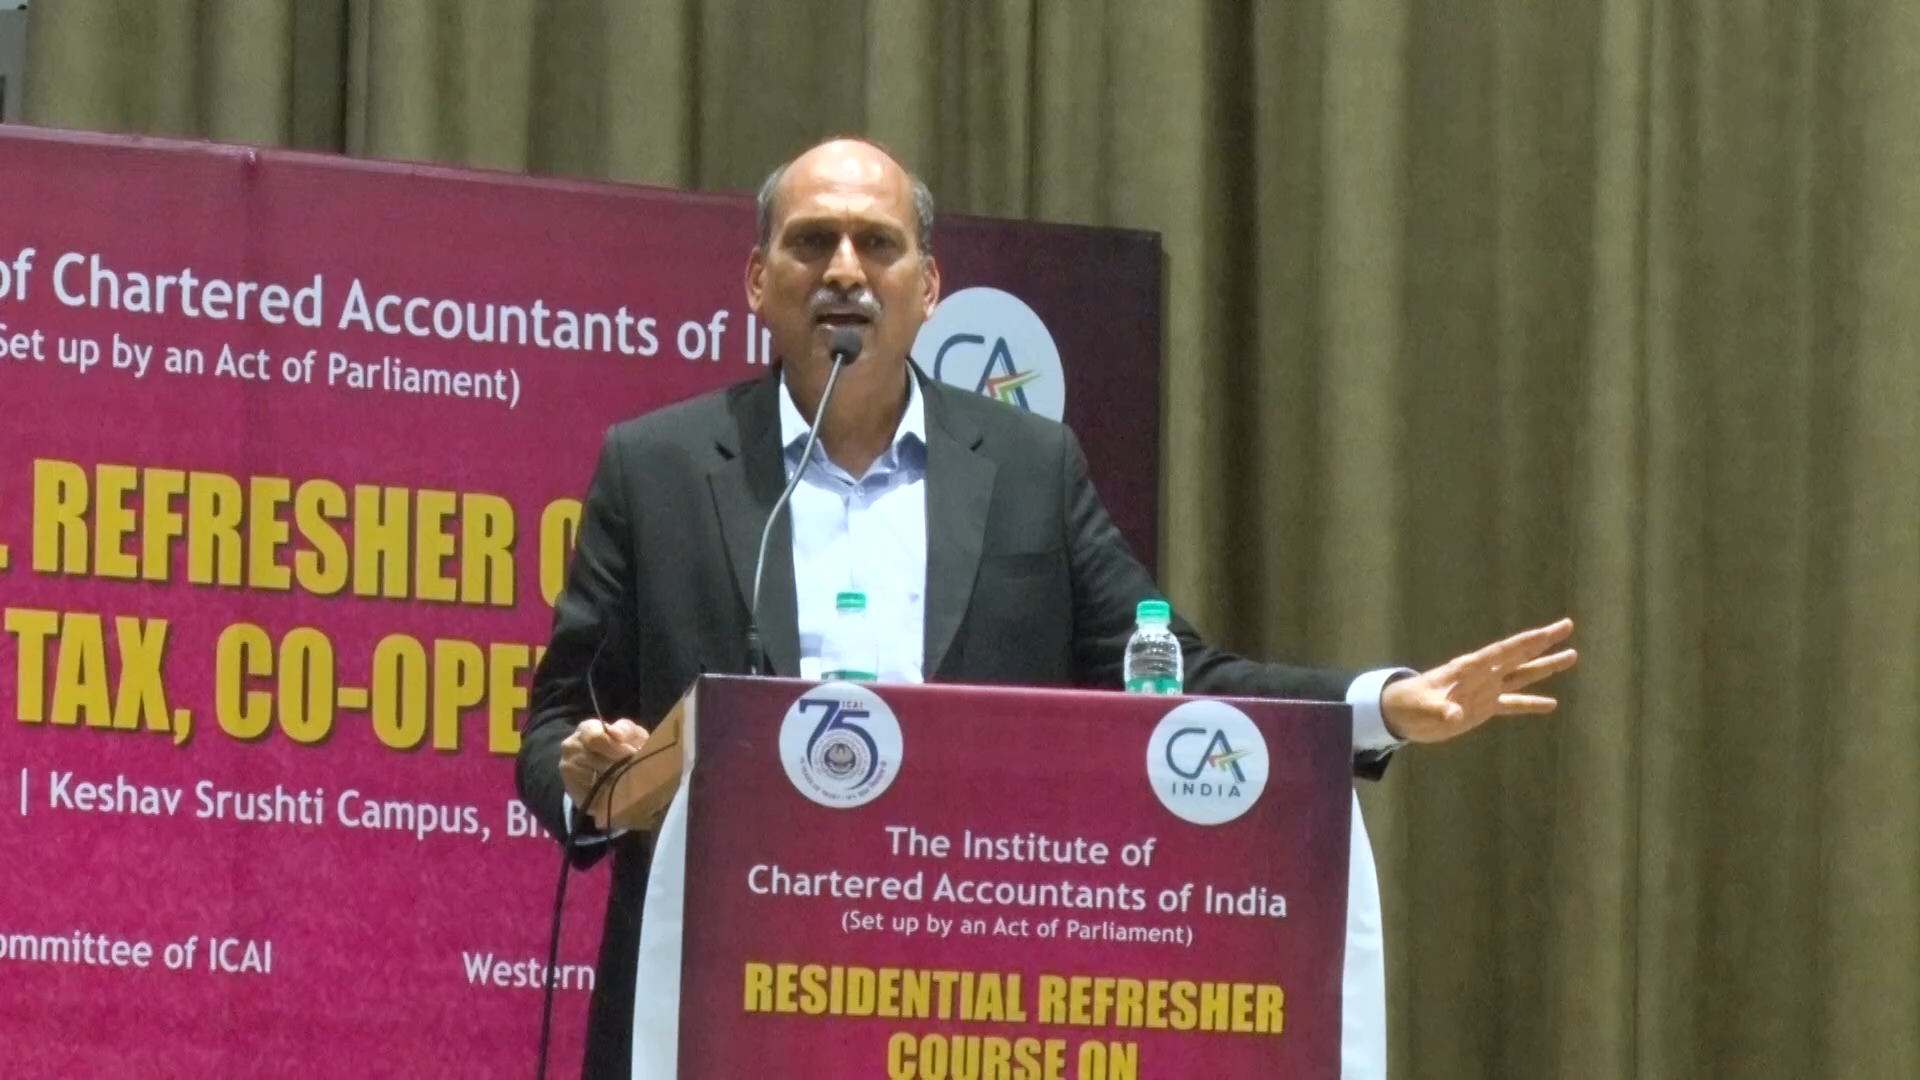 of Chartered Accountants of I
Set up by an Act of Parliament)
CA
. REFRESHER C
TAX, CO-OPE
| Keshav Srushti Campus, Bh
ommittee of ICAI
Western
ICAI
75
CA
INDIA
The Institute of
Chartered Accountants of India
(Set up by an Act of Parliament)
RESIDENTIAL REFRESHER
COURSE ON